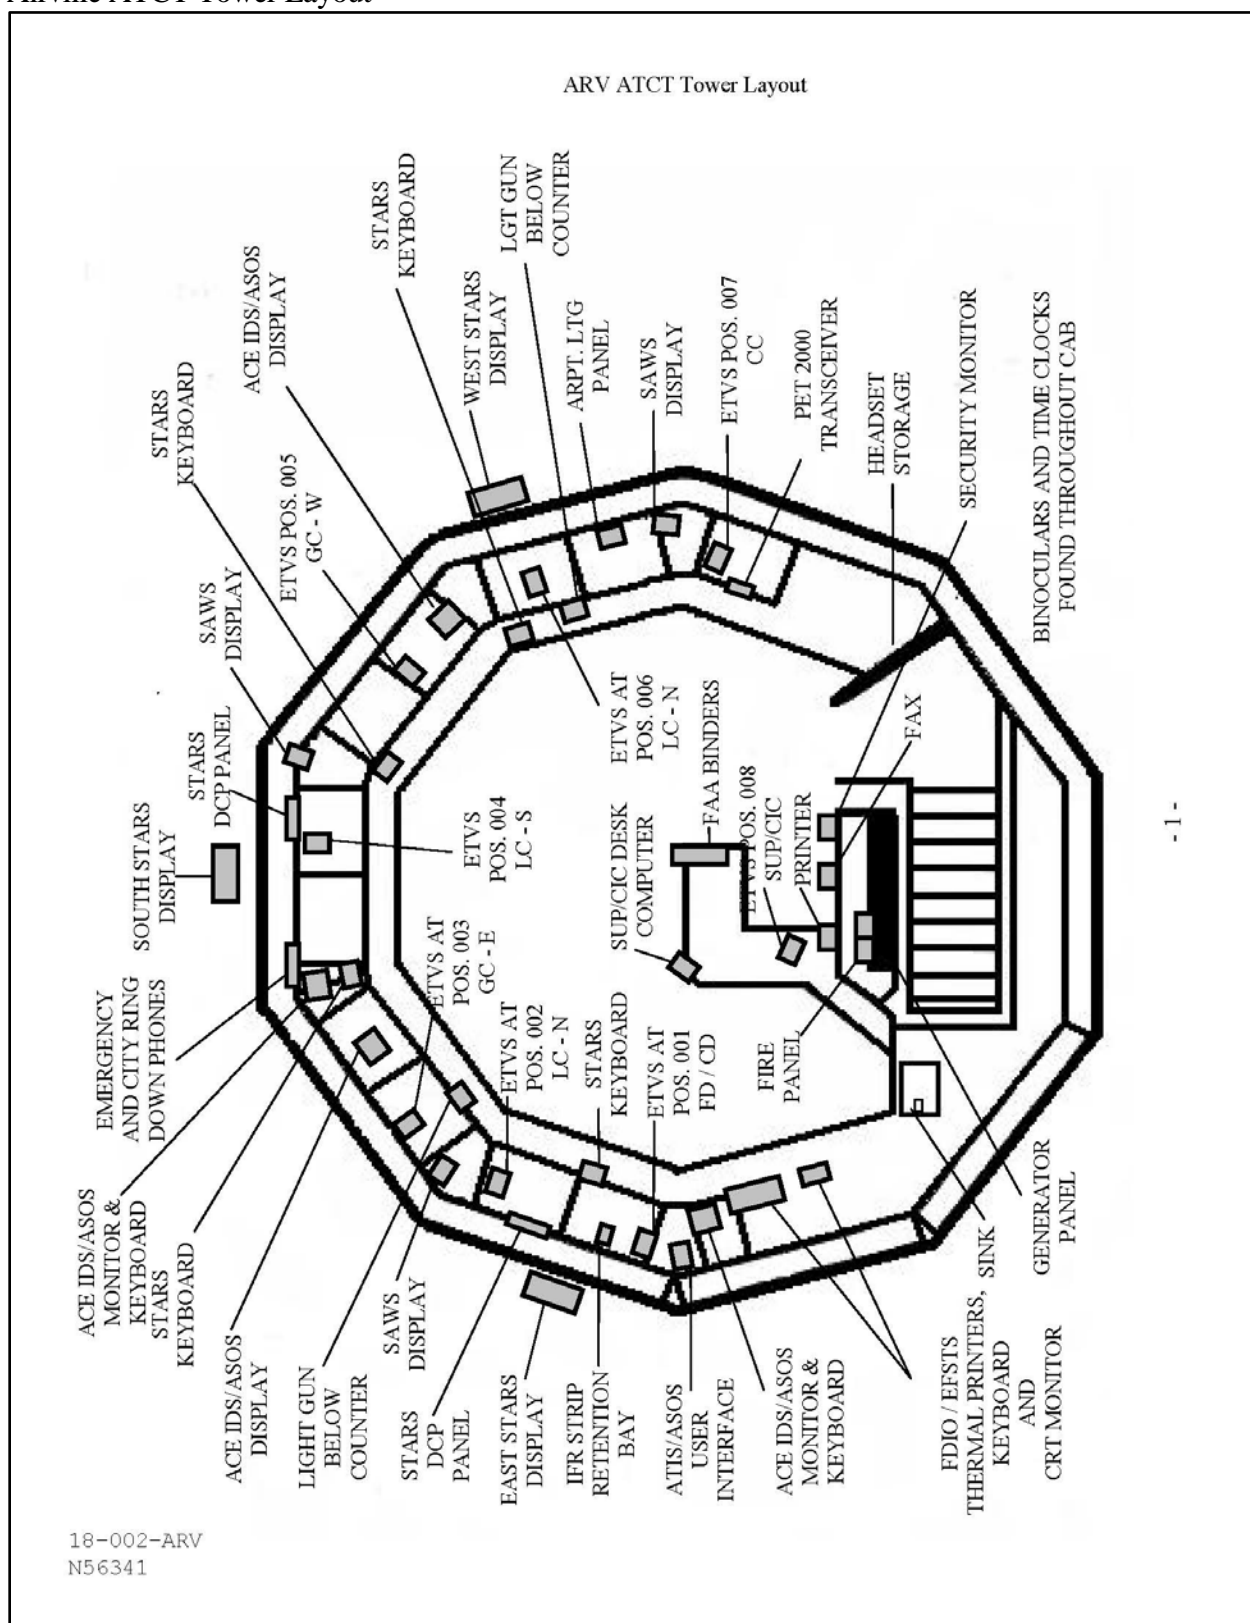 ATCT Tower Layout
ARV ATCT Tower Layout
STARS
KEYBOARD
LGT GUN
BELOW
COUNTER
ACE IDS/ASOS
DISPLAY
WEST STARS
DISPLAY
ARPT. LTG
PANEL
SAWS
DISPLAY
ETVS POS. 007
CC
PET 2000
TRANSCEIVER
HEADSET
STORAGE
SECURITY MONITOR
BINOCULARS AND TIME CLOCKS
FOUND THROUGHOUT CAB
STARS
KEYBOARD
ETVS POS. 005
GC - W
SAWS
DISPLAY
STARS
DCP PANEL
SOUTH STARS
DISPLAY
ETVS AT
POS. 006
LC - N
FAA BINDERS
FAX
ETVS
POS. 004
LC - S
SUP/CIC DESK
COMPUTER
ETVS POS. 008
SUP/CIC
PRINTER
- 1 -
EMERGENCY
AND CITY RING
DOWN PHONES
ETVS AT
POS. 003
GC - E
ETVS AT
POS. 002
LC - N
STARS
KEYBOARD
ETVS AT
POS. 001
FD / CD
FIRE
PANEL
ACE IDS/ASOS
MONITOR &
KEYBOARD
STARS
KEYBOARD
ACE IDS/ASOS
DISPLAY
LIGHT GUN
BELOW
COUNTER
SAWS
DISPLAY
STARS
DCP
PANEL
EAST STARS
DISPLAY
IFR STRIP
RETENTION
BAY
ATIS/ASOS
USER
INTERFACE
ACE IDS/ASOS
MONITOR &
KEYBOARD
FDIO / EFSTS
THERMAL PRINTERS,
KEYBOARD
AND
CRT MONITOR
SINK
GENERATOR
PANEL
18-002-ARV
N56341